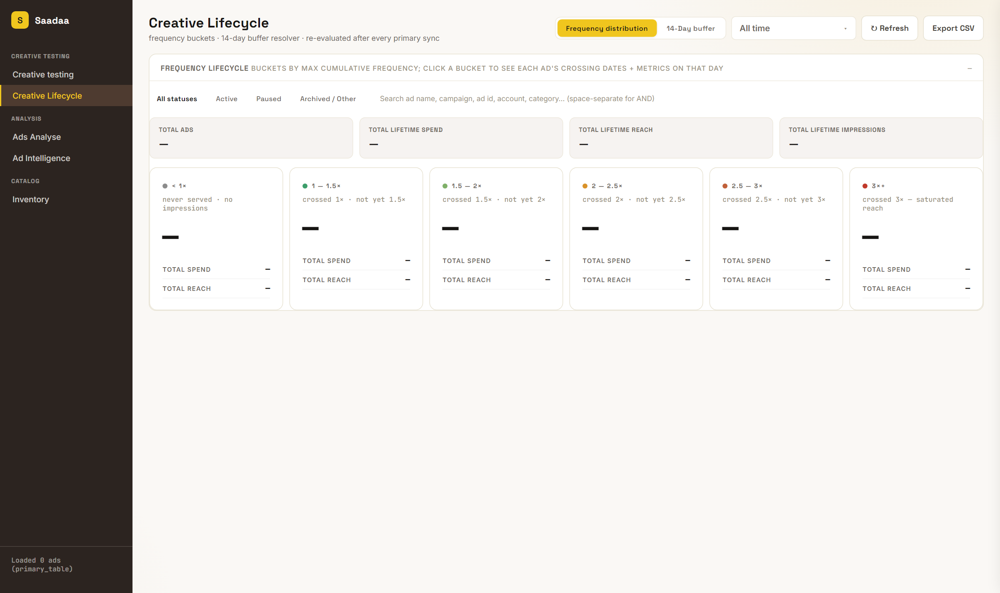 S Saadaa
CREATIVE TESTING
Creative testing
Creative Lifecycle
ANALYSIS
Ads Analyse
Ad Intelligence
CATALOG
Inventory
Loaded 0 ads
(primary_table)
Creative Lifecycle
frequency buckets · 14-day buffer resolver · re-evaluated after every primary sync
Frequency distribution 14-Day buffer All time ↻ Refresh Export CSV
FREQUENCY LIFECYCLE BUCKETS BY MAX CUMULATIVE FREQUENCY; CLICK A BUCKET TO SEE EACH AD'S CROSSING DATES + METRICS ON THAT DAY —
All statuses Active Paused Archived / Other Search ad name, campaign, ad id, account, category... (space-separate for AND)
TOTAL ADS
—
TOTAL LIFETIME SPEND
—
TOTAL LIFETIME REACH
—
TOTAL LIFETIME IMPRESSIONS
—
< 1×
never served · no
impressions
—
TOTAL SPEND —
TOTAL REACH —
1 — 1.5×
crossed 1× · not yet 1.5×
—
TOTAL SPEND —
TOTAL REACH —
1.5 — 2×
crossed 1.5× · not yet 2×
—
TOTAL SPEND —
TOTAL REACH —
2 — 2.5×
crossed 2× · not yet 2.5×
—
TOTAL SPEND —
TOTAL REACH —
2.5 — 3×
crossed 2.5× · not yet 3×
—
TOTAL SPEND —
TOTAL REACH —
3×+
crossed 3× — saturated
reach
—
TOTAL SPEND —
TOTAL REACH —